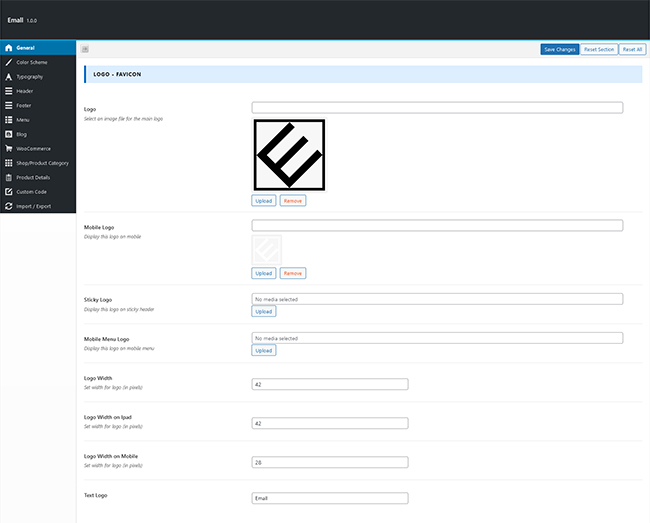 Emall 1.0.0
General
Color Scheme
Typography
Header
Footer
Menu
Blog
WooCommerce
Shop/Product Category
Product Details
Custom Code
Import / Export
Save Changes
Reset Section
Reset All
LOGO - FAVICON
Logo
Select an image file for the main logo
Upload
Remove
Mobile Logo
Display this logo on mobile
Upload
Remove
Sticky Logo
Display this logo on sticky header
No media selected
Upload
Mobile Menu Logo
Display this logo on mobile menu
No media selected
Upload
Logo Width
Set width for logo (in pixels)
42
Logo Width on Ipad
Set width for logo (in pixels)
42
Logo Width on Mobile
Set width for logo (in pixels)
28
Text Logo
Emall